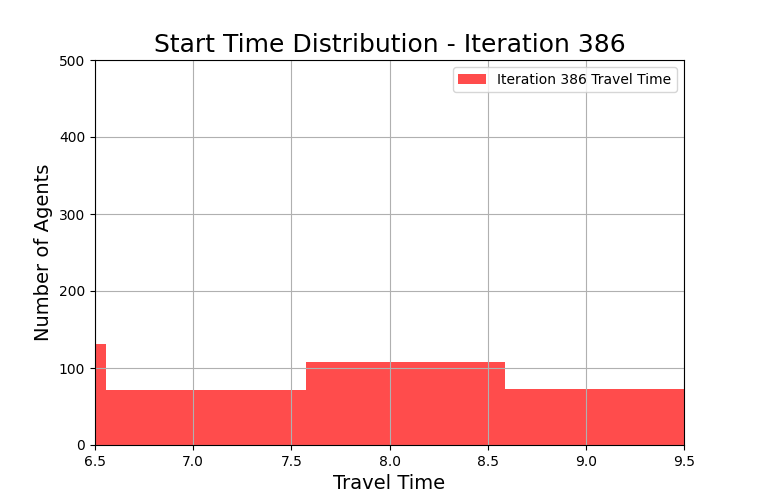 Start Time Distribution - Iteration 386
Iteration 386 Travel Time
Number of Agents
500
400
300
200
100
0
6.5 7.0 7.5 8.0 8.5 9.0 9.5
Travel Time